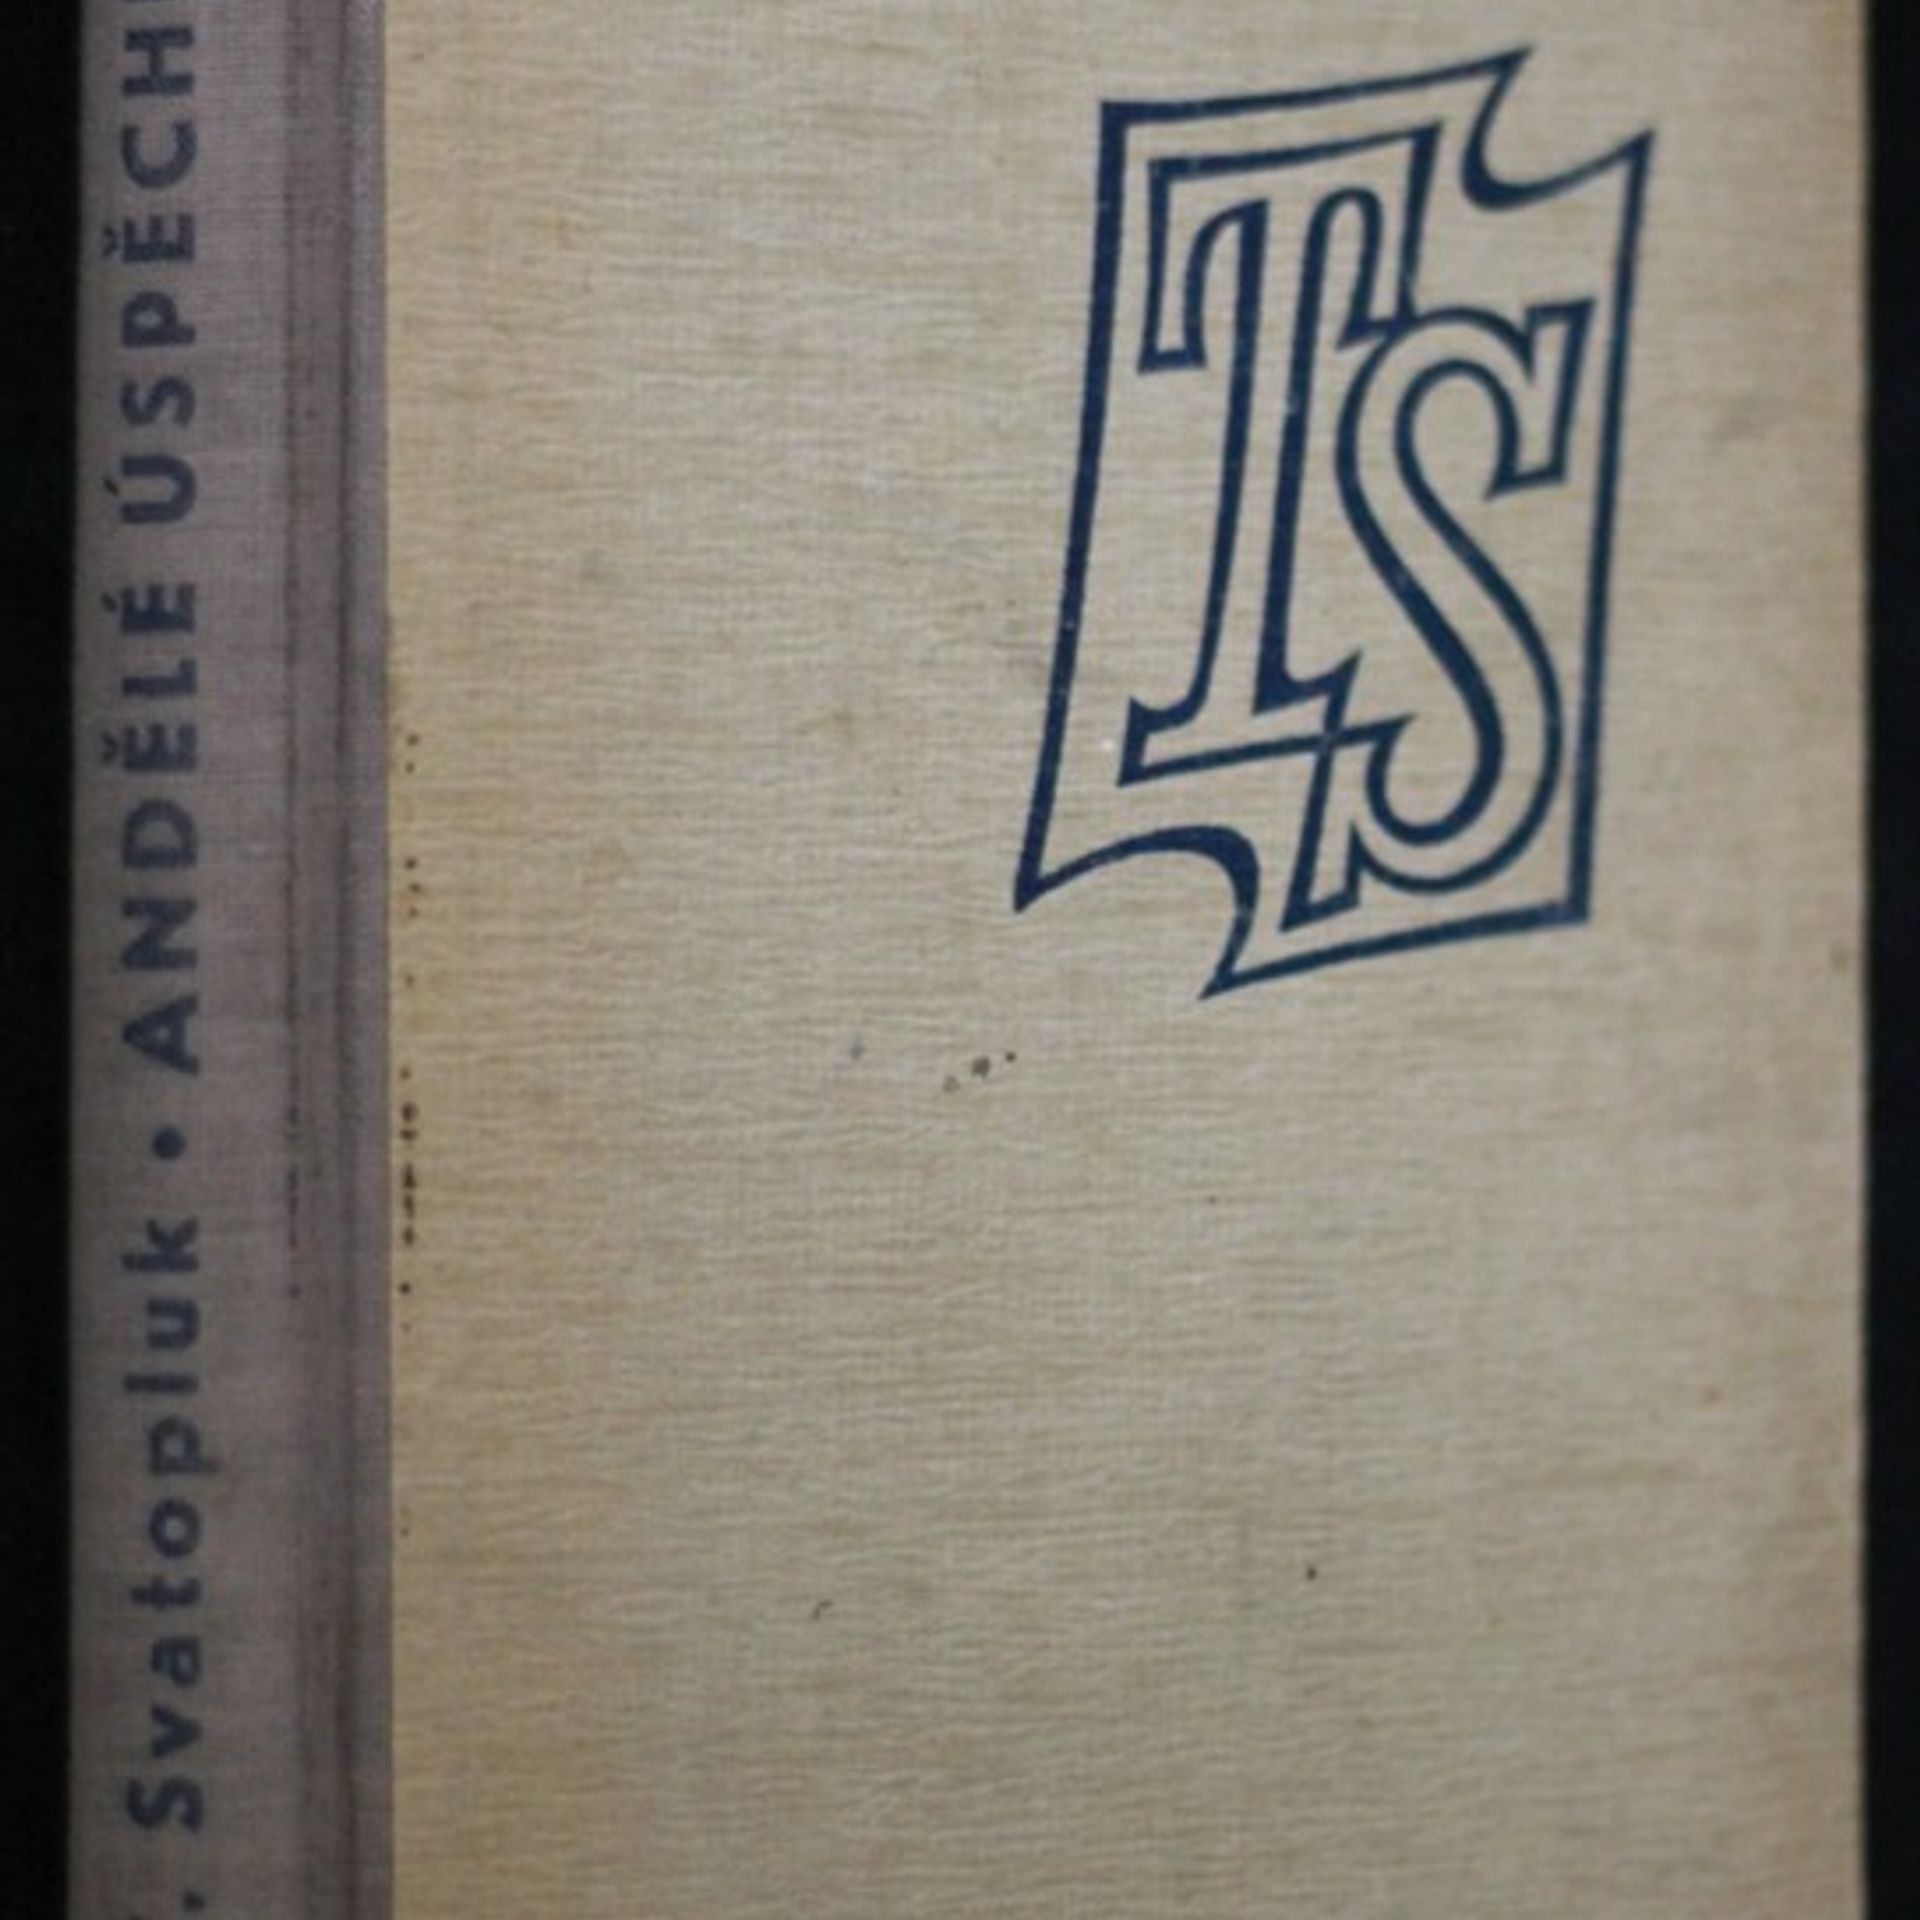 . Svatopluk • ANDĚLÉ ÚSPĚCH
TS